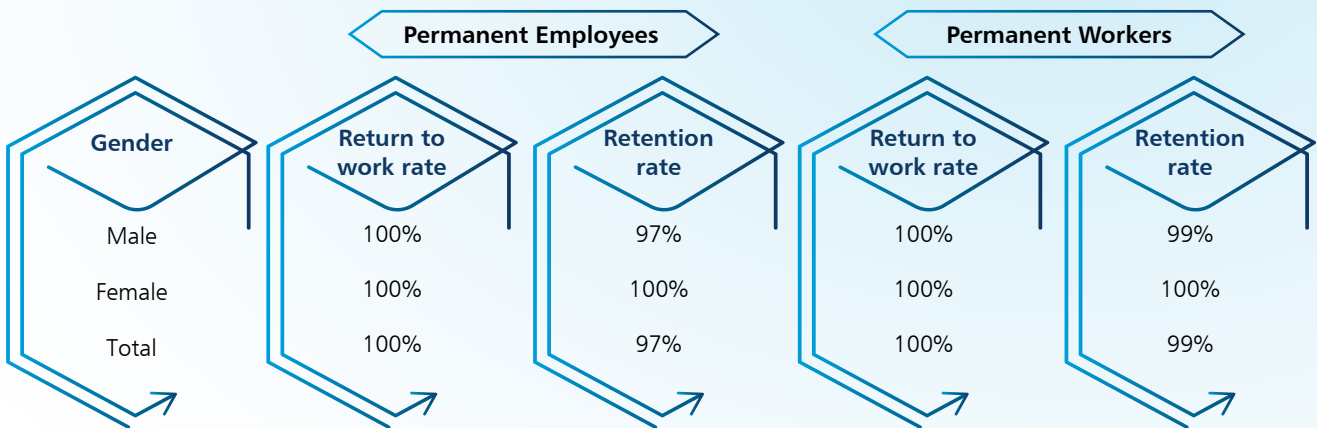 Permanent Employees Permanent Workers
Gender Return to work rate Retention rate Return to work rate Retention rate
Male 100% 97% 100% 99%
Female 100% 100% 100% 100%
Total 100% 97% 100% 99%